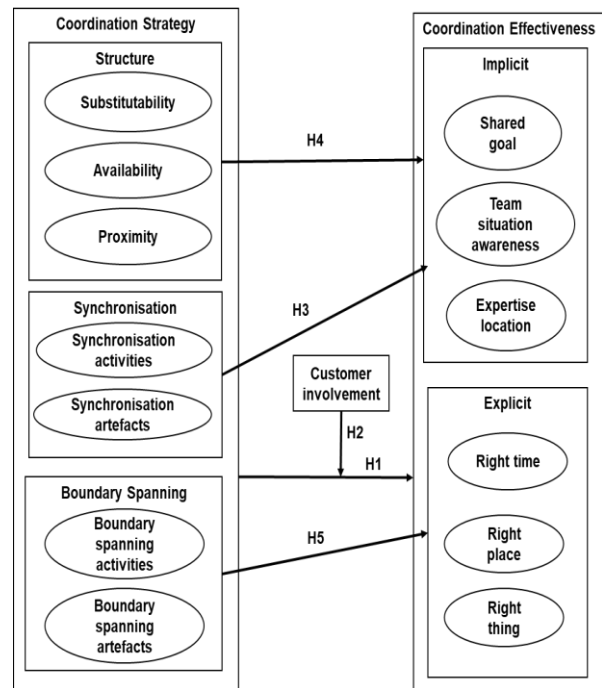 Coordination Strategy
Structure
Substitutability
Availability
Proximity
Synchronisation
Synchronisation
activities
Synchronisation
artefacts
Boundary Spanning
Boundary
spanning
activities
Boundary
spanning
artefacts
H4
H3
Customer
involvement
H2
H1
H5
Coordination Effectiveness
Implicit
Shared
goal
Team
situation
awareness
Expertise
location
Explicit
Right time
Right
place
Right
thing